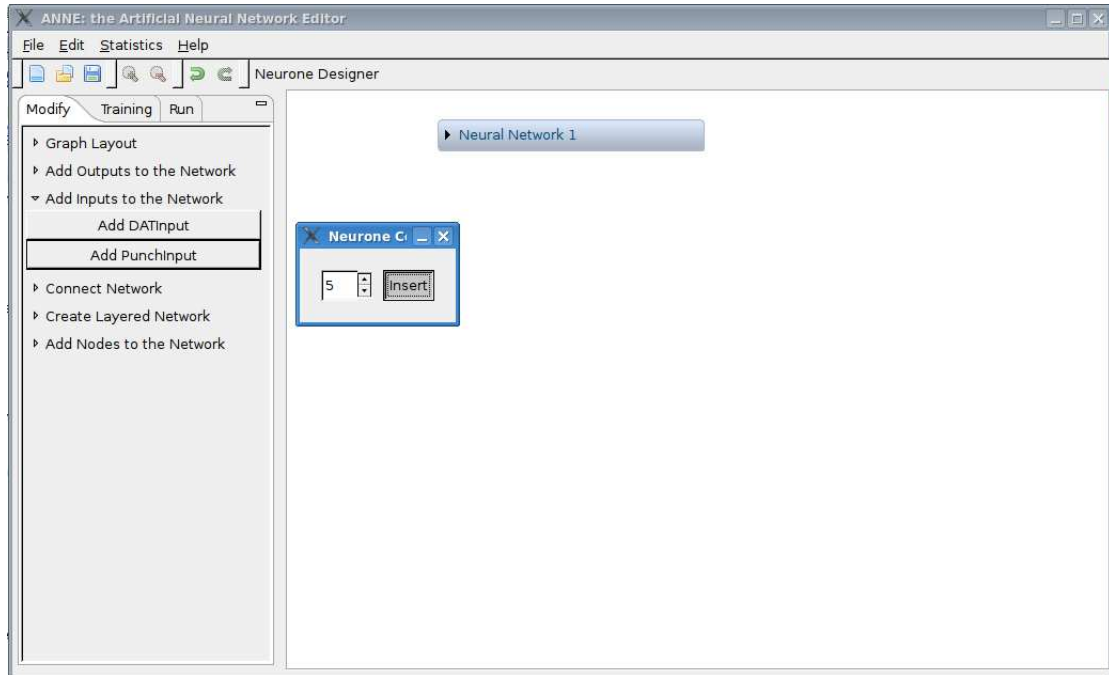 ANNE: the Artificial Neural Network Editor
File Edit Statistics Help
Neurone Designer
Modify Training Run
Graph Layout
Add Outputs to the Network
Add Inputs to the Network
Add DATInput
Add PunchInput
Connect Network
Create Layered Network
Add Nodes to the Network
Neural Network 1
Neurone
5 Insert